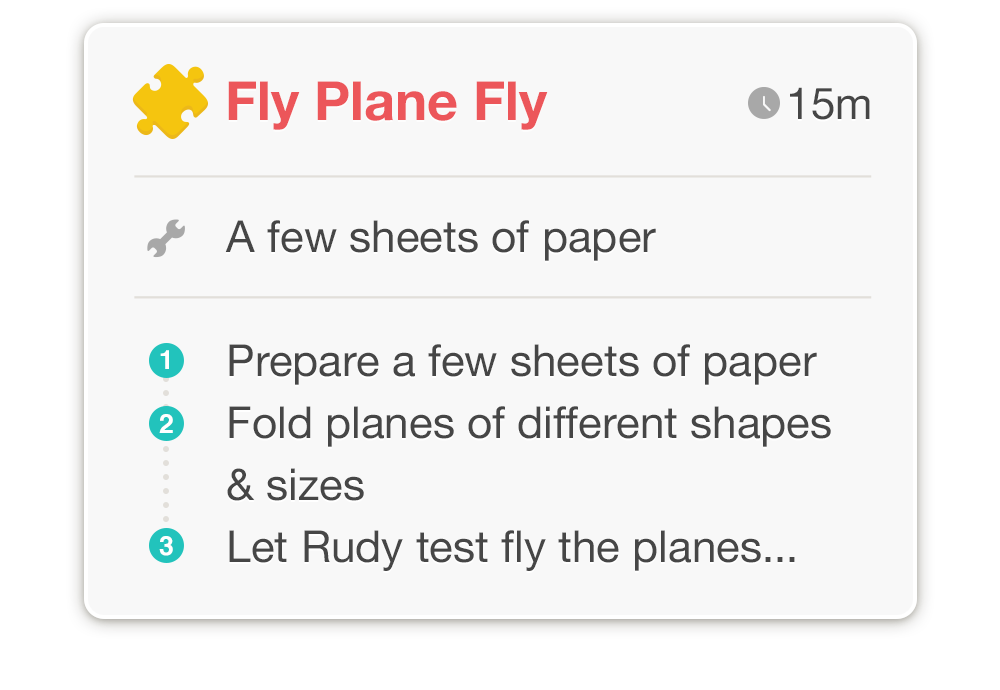 Fly Plane Fly
15m
A few sheets of paper
1 Prepare a few sheets of paper
2 Fold planes of different shapes
& sizes
3 Let Rudy test fly the planes...